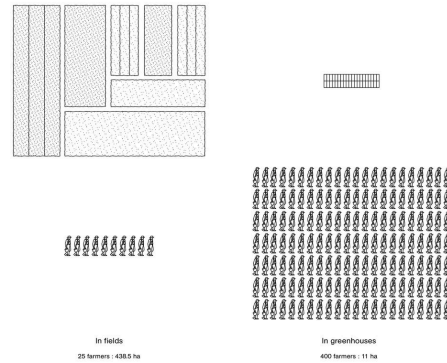 In fields
25 farmers : 438.5 ha
In greenhouses
400 farmers : 11 ha